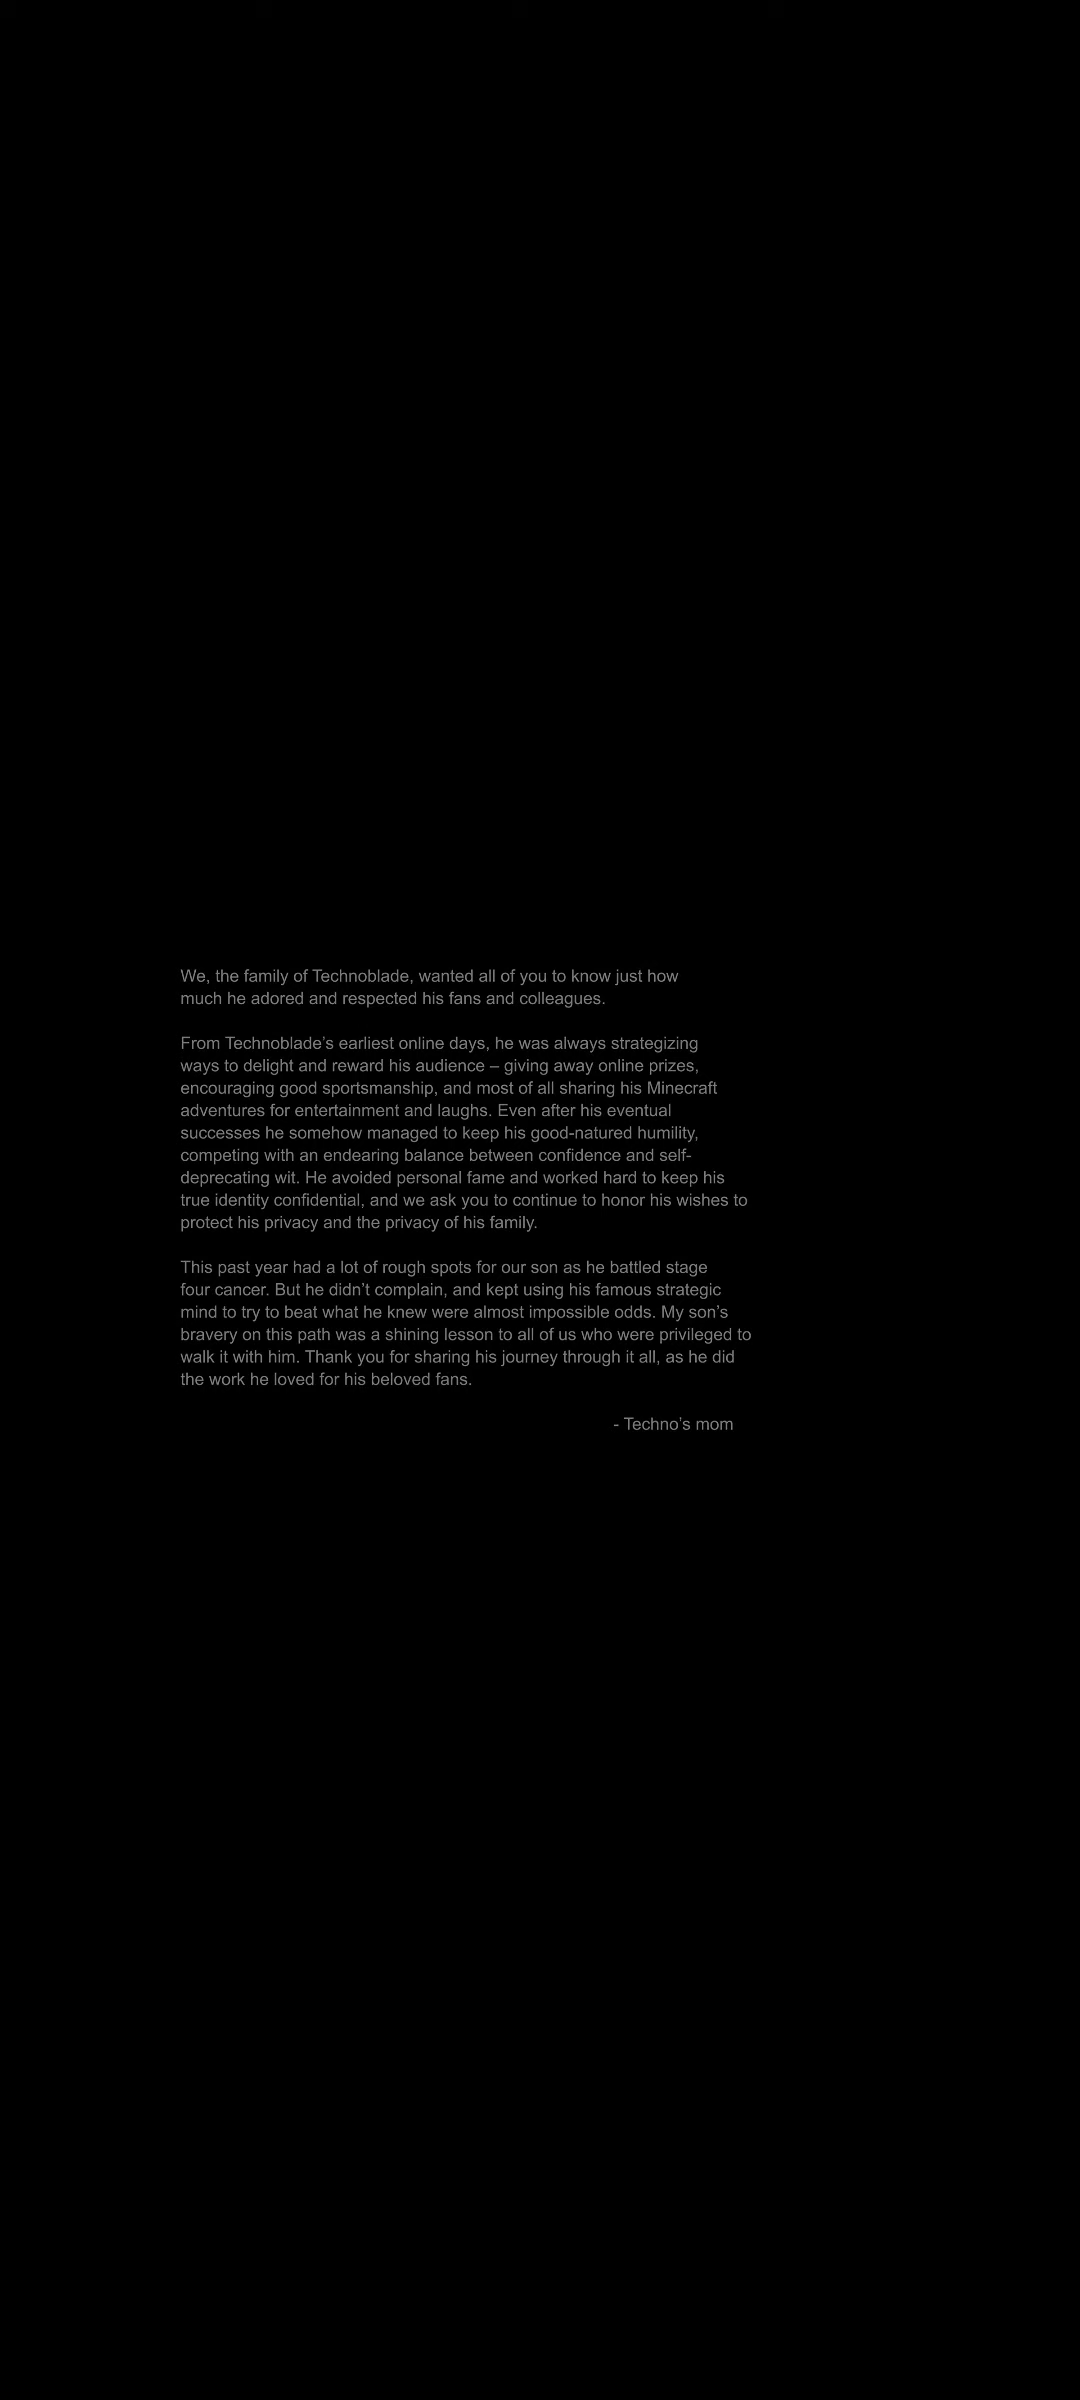 We, the family of Technoblade, wanted all of you to know just how
much he adored and respected his fans and colleagues.
From Technoblade’s earliest online days, he was always strategizing
ways to delight and reward his audience – giving away online prizes,
encouraging good sportsmanship, and most of all sharing his Minecraft
adventures for entertainment and laughs. Even after his eventual
successes he somehow managed to keep his good-natured humility,
competing with an endearing balance between confidence and self-
deprecating wit. He avoided personal fame and worked hard to keep his
true identity confidential, and we ask you to continue to honor his wishes to
protect his privacy and the privacy of his family.
This past year had a lot of rough spots for our son as he battled stage
four cancer. But he didn’t complain, and kept using his famous strategic
mind to try to beat what he knew were almost impossible odds. My son’s
bravery on this path was a shining lesson to all of us who were privileged to
walk it with him. Thank you for sharing his journey through it all, as he did
the work he loved for his beloved fans.
- Techno’s mom